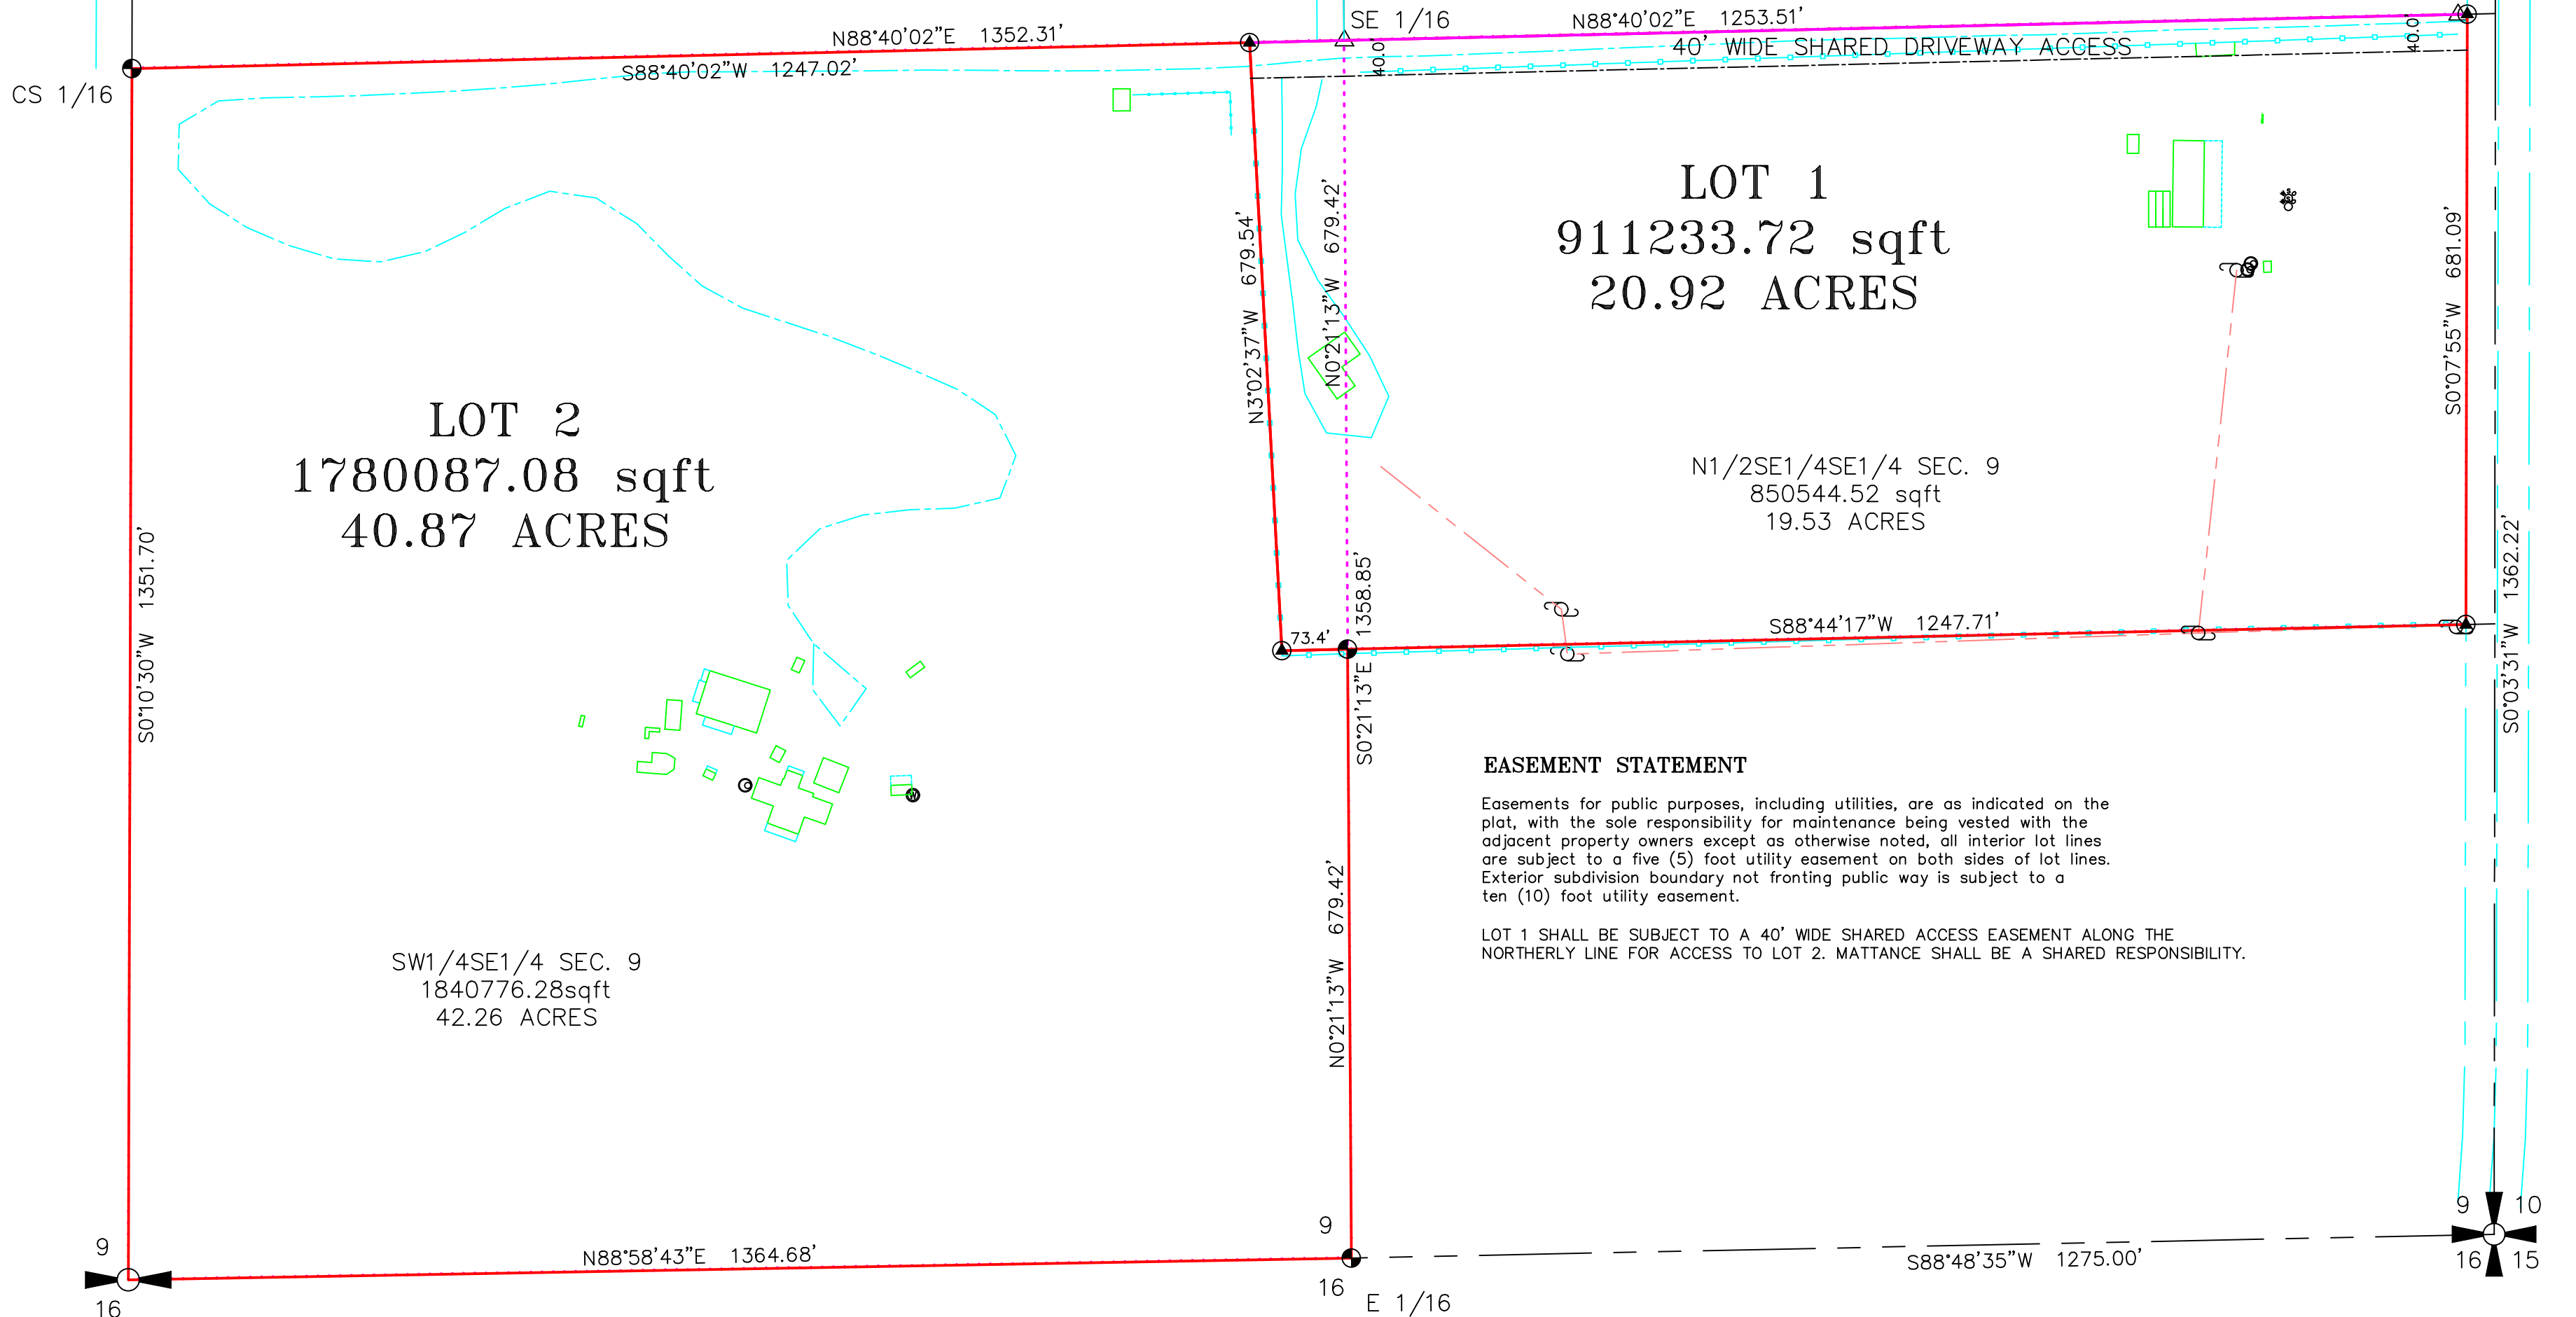 SE 1/16
N88°40'02"E 1253.51'
N88°40'02"E 1352.31'
S88°40'02"W 1247.02'
40.0'
40' WIDE SHARED DRIVEWAY ACCESS
40.0'
CS 1/16
LOT 1
911233.72 sqft
20.92 ACRES
N3°02'37"W 679.54'
N0°21'13"W 679.42'
S0°07'55"W 681.09'
LOT 2
1780087.08 sqft
40.87 ACRES
N1/2SE1/4SE1/4 SEC. 9
850544.52 sqft
19.53 ACRES
S0°10'30"W 1351.70'
S0°21'13"E 1358.85'
S0°03'31"W 1362.22'
73.4'
S88°44'17"W 1247.71'
W
EASEMENT STATEMENT
Easements for public purposes, including utilities, are as indicated on the
plat, with the sole responsibility for maintenance being vested with the
adjacent property owners except as otherwise noted, all interior lot lines
are subject to a five (5) foot utility easement on both sides of lot lines.
Exterior subdivision boundary not fronting public way is subject to a
ten (10) foot utility easement.
LOT 1 SHALL BE SUBJECT TO A 40' WIDE SHARED ACCESS EASEMENT ALONG THE
NORTHERLY LINE FOR ACCESS TO LOT 2. MATTANCE SHALL BE A SHARED RESPONSIBILITY.
N0°21'13"W 679.42'
SW1/4SE1/4 SEC. 9
1840776.28sqft
42.26 ACRES
9
16
N88°58'43"E 1364.68'
9
16
E 1/16
S88°48'35"W 1275.00'
9 10
16 15